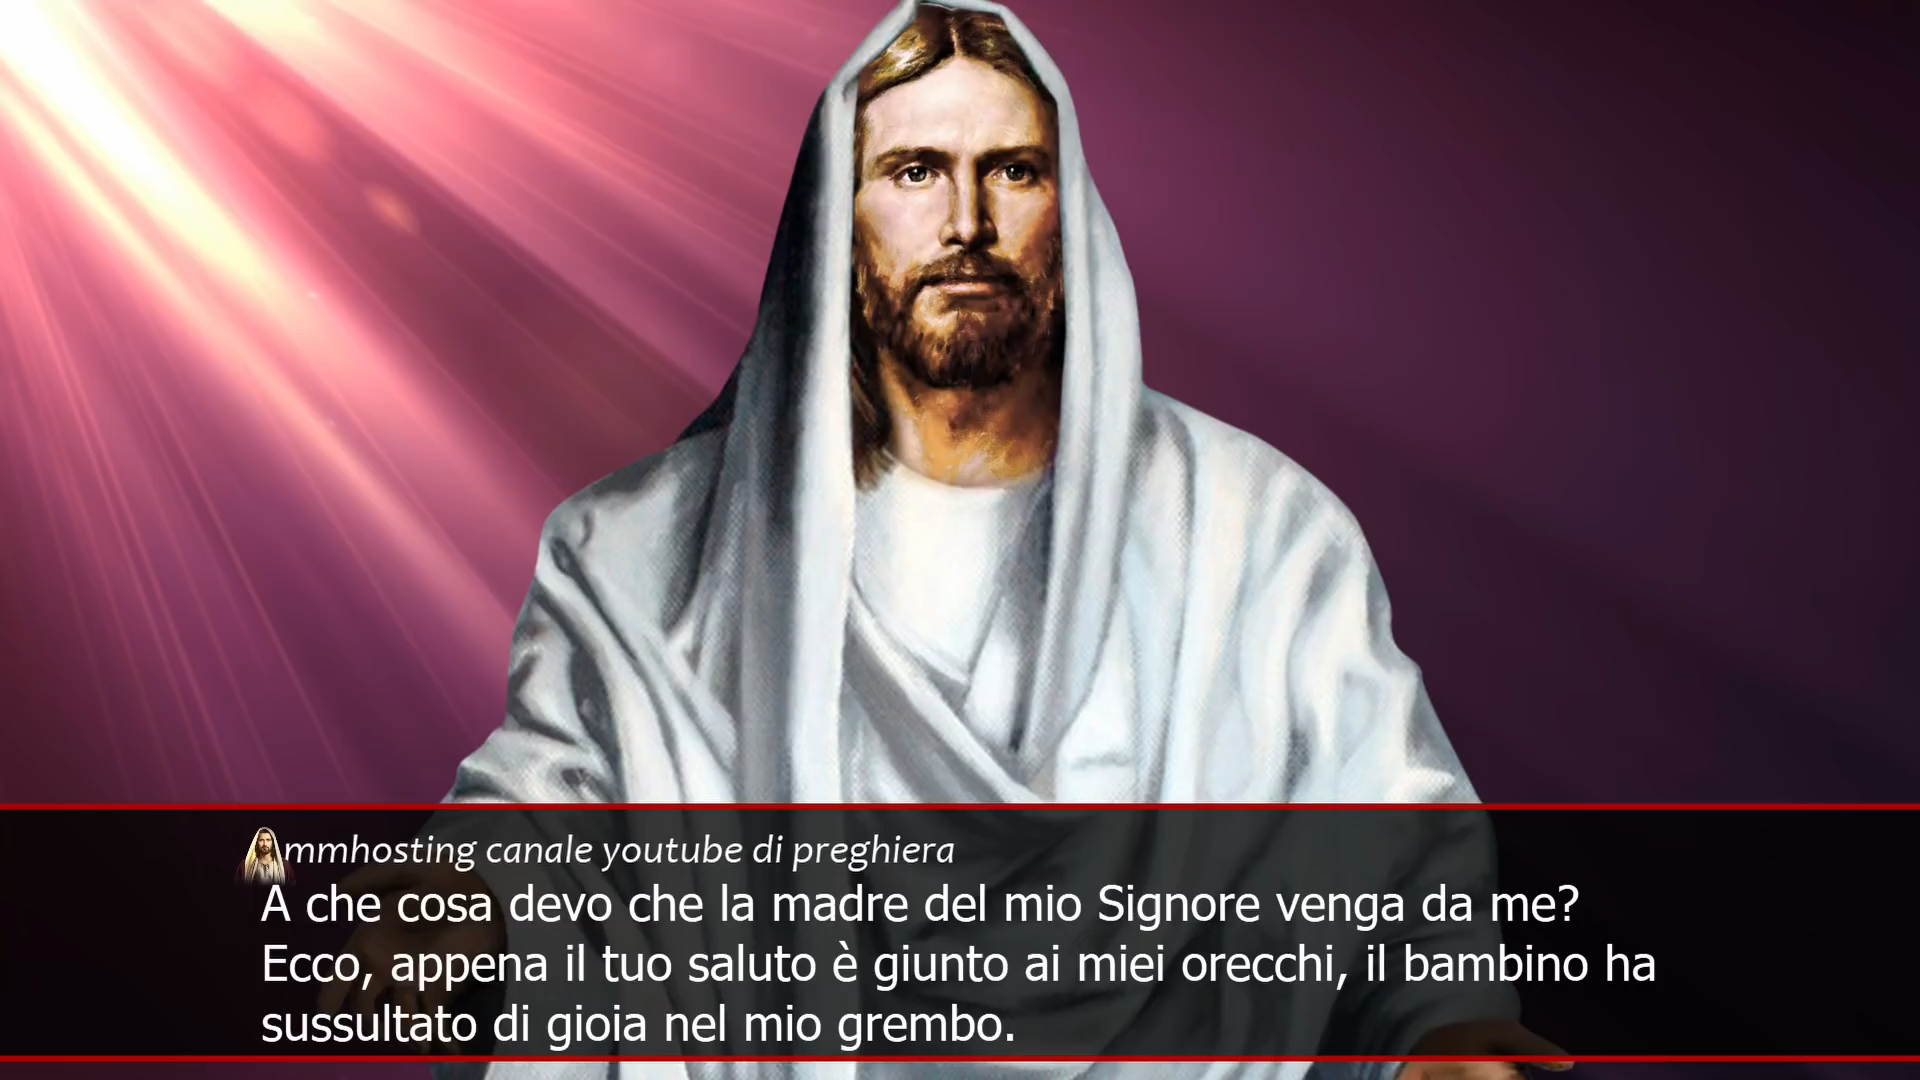 mmhosting canale youtube di preghiera
A che cosa devo che la madre del mio Signore venga da me?
Ecco, appena il tuo saluto è giunto ai miei orecchi, il bambino ha
sussultato di gioia nel mio grembo.